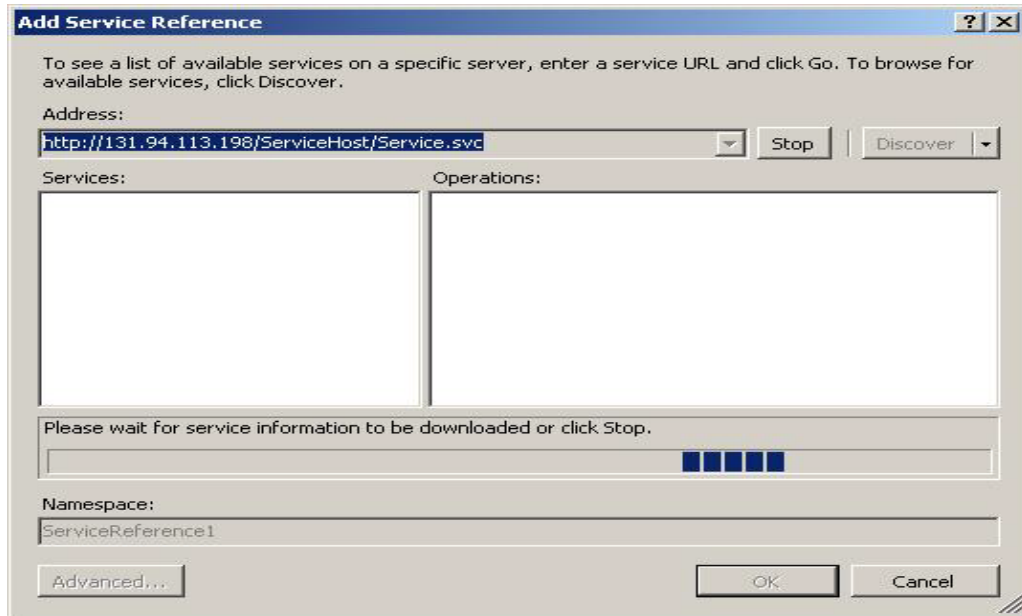 Add Service Reference
To see a list of available services on a specific server, enter a service URL and click Go. To browse for
available services, click Discover.
Address:
http://131.94.113.198/ServiceHost/Service.svc
Stop
Discover
Services:
Operations:
Please wait for service information to be downloaded or click Stop.
Namespace:
ServiceReference1
Advanced...
OK
Cancel